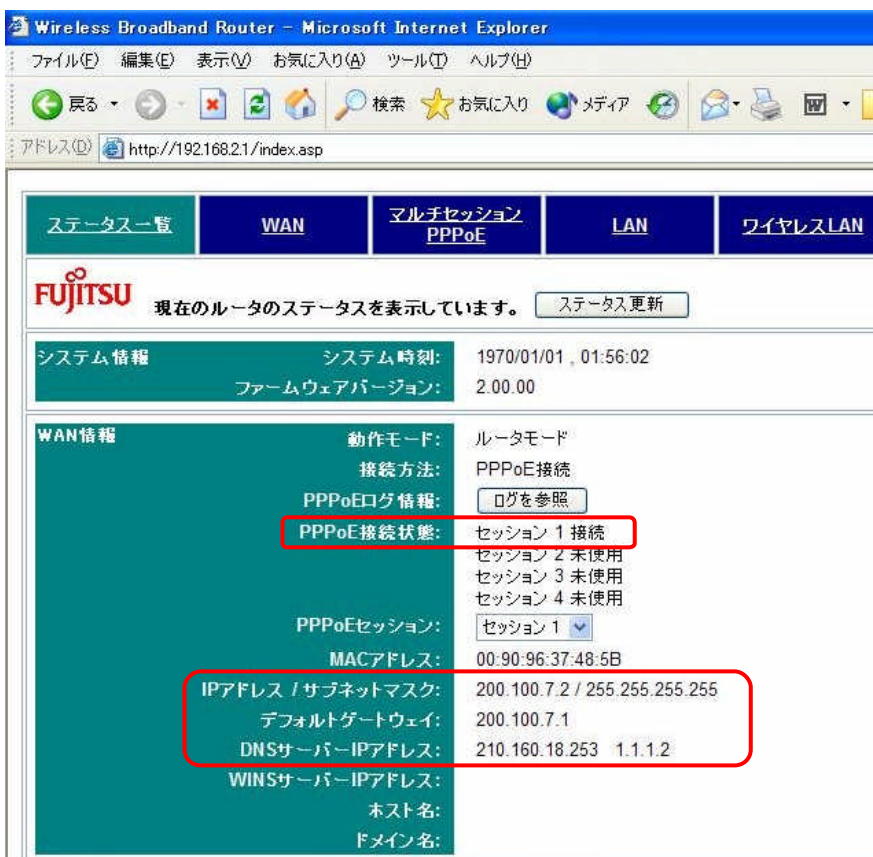 Wireless Broadband Router - Microsoft Internet Explorer
ファイル(F) 編集(E) 表示(V) お気に入り(A) ツール(T) ヘルプ(H)
戻る 検索 お気に入り メディア
アドレス(D) http://192.168.2.1/index.asp
ステータス一覧 WAN マルチセッション PPPoE LAN ワイヤレスLAN
FUJITSU 現在のルータのステータスを表示しています。 ステータス更新
システム情報 システム時刻: 1970/01/01 , 01:56:02
ファームウェアバージョン: 2.00.00
WAN情報 動作モード: ルータモード
接続方法: PPPoE接続
PPPoEログ情報: ログを参照
PPPoE接続状態: セッション 1 接続
セッション 2 未使用
セッション 3 未使用
セッション 4 未使用
PPPoEセッション: セッション 1
MACアドレス: 00:90:96:37:48:5B
IPアドレス / サブネットマスク: 200.100.7.2 / 255.255.255.255
デフォルトゲートウェイ: 200.100.7.1
DNSサーバーIPアドレス: 210.160.18.253 1.1.1.2
WINSサーバーIPアドレス:
ホスト名:
ドメイン名: